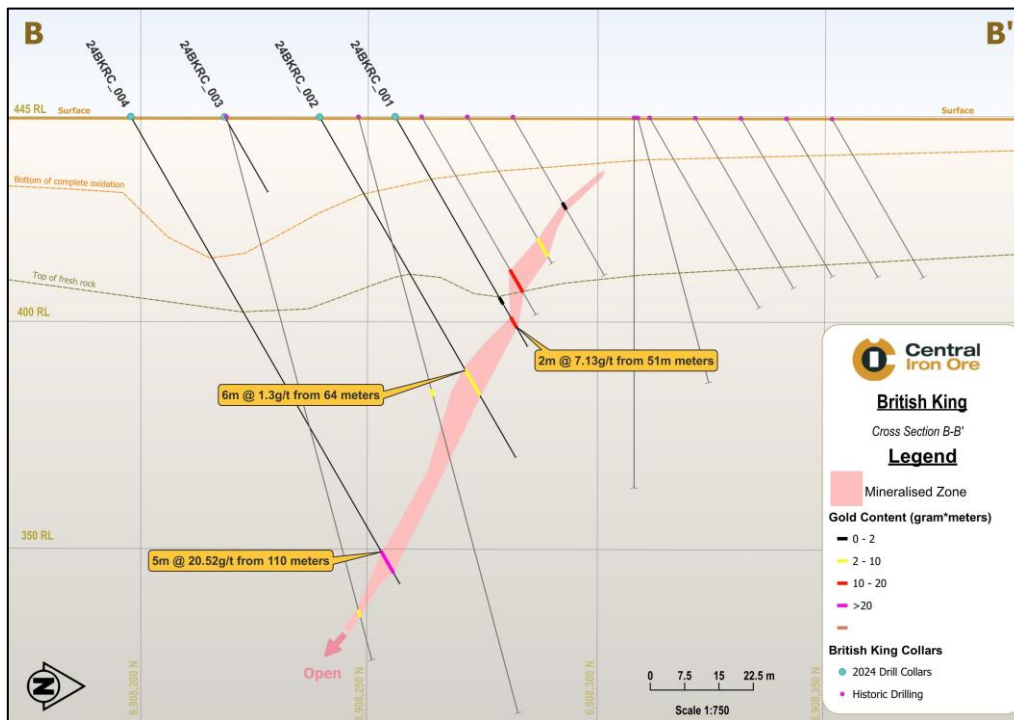 B
B'
24BKRC_004
24BKRC_003
24BKRC_002
24BKRC_001
445 RL
Surface
Surface
Bottom of complete oxidation
Top of fresh rock
400 RL
2m @ 7.13g/t from 51m meters
6m @ 1.3g/t from 64 meters
350 RL
5m @ 20.52g/t from 110 meters
Open
N
6,908,200 N
6,908,250 N
6,908,300 N
6,908,350 N
0 7.5 15 22.5 m
Scale 1:750
Central
Iron Ore
British King
Cross Section B-B'
Legend
Mineralised Zone
Gold Content (gram*meters)
0 - 2
2 - 10
10 - 20
>20
British King Collars
2024 Drill Collars
Historic Drilling